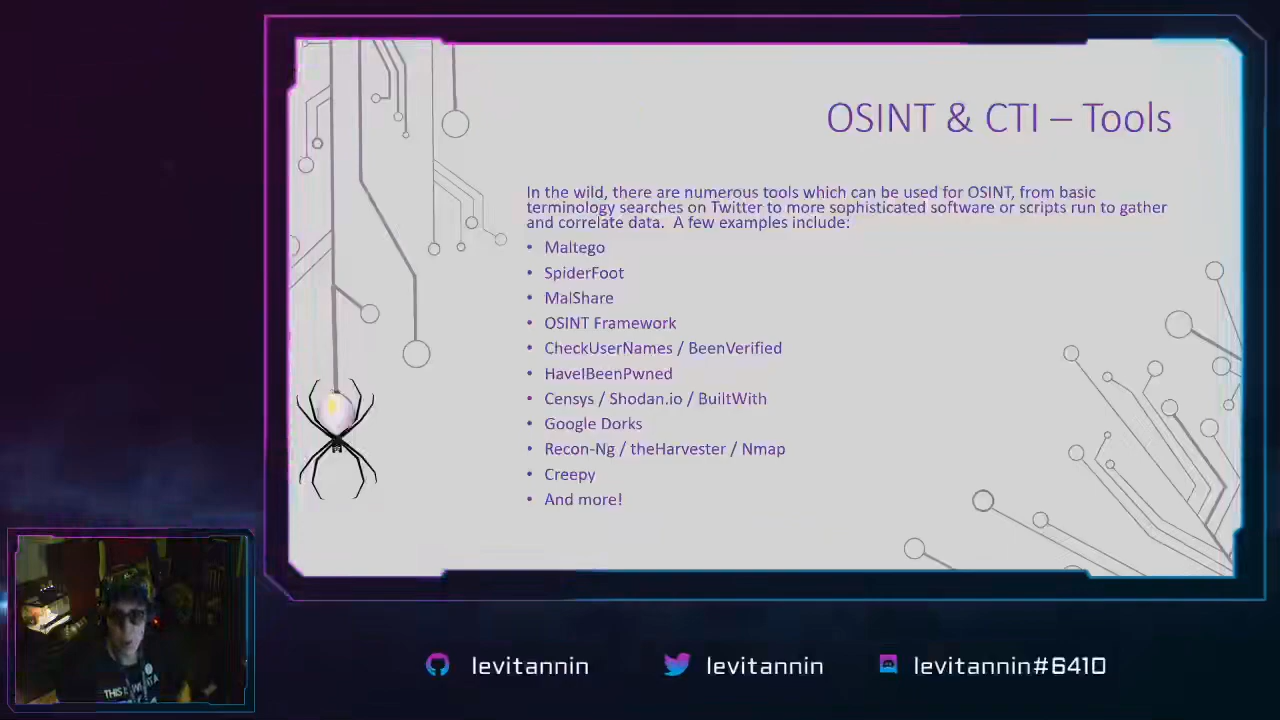 OSINT & CTI – Tools
In the wild, there are numerous tools which can be used for OSINT, from basic
terminology searches on Twitter to more sophisticated software or scripts run to gather
and correlate data.  A few examples include:
• Maltego
• SpiderFoot
• MalShare
• OSINT Framework
• CheckUserNames / BeenVerified
• HaveIBeenPwned
• Censys / Shodan.io / BuiltWith
• Google Dorks
• Recon-Ng / theHarvester / Nmap
• Creepy
• And more!
THIS
levitannin
levitannin
levitannin#6410